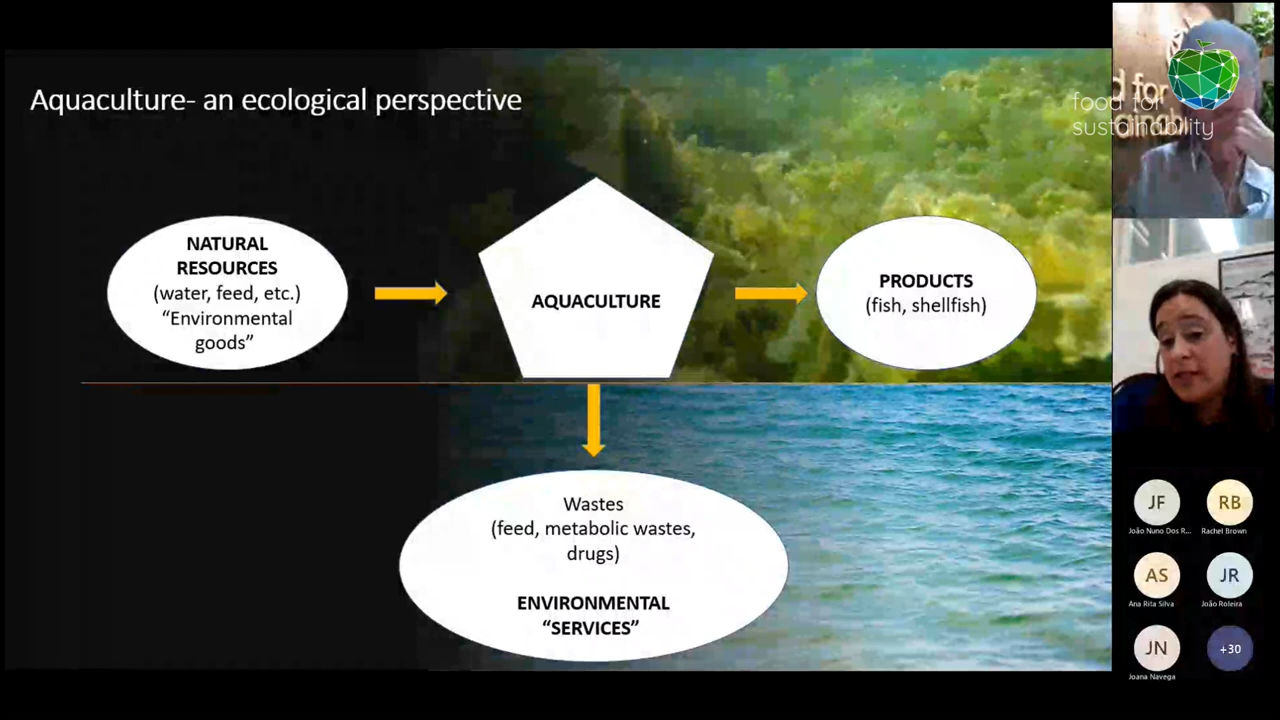 Aquaculture- an ecological perspective
NATURAL
RESOURCES
(water, feed, etc.)
“Environmental
goods”
AQUACULTURE
PRODUCTS
(fish, shellfish)
Wastes
(feed, metabolic wastes,
drugs)
ENVIRONMENTAL
“SERVICES”
food for
sustainability
d for
ainability
JF
João Nuno Dos R...
RB
Rachel Brown
AS
Ana Rita Silva
JR
João Roleira
JN
Joana Navega
+30